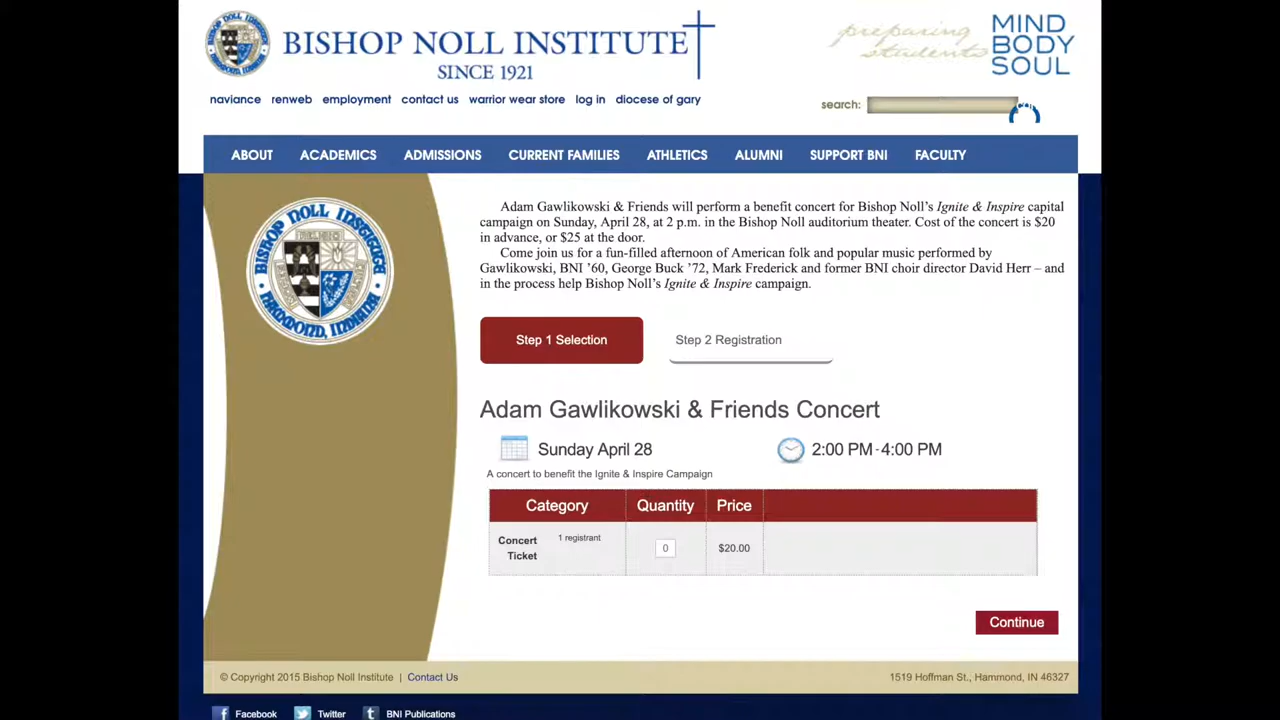 BISHOP NOLL INSTITUTE
SINCE 1921
preparing students
MIND
BODY
SOUL
naviance renweb employment contact us warrior wear store log in diocese of gary
search:
ABOUT ACADEMICS ADMISSIONS CURRENT FAMILIES ATHLETICS ALUMNI SUPPORT BNI FACULTY
BISHOP NOLL INSTITUTE
HAMMOND, INDIANA
Adam Gawlikowski & Friends will perform a benefit concert for Bishop Noll’s Ignite & Inspire capital
campaign on Sunday, April 28, at 2 p.m. in the Bishop Noll auditorium theater. Cost of the concert is $20
in advance, or $25 at the door.
Come join us for a fun-filled afternoon of American folk and popular music performed by
Gawlikowski, BNI ’60, George Buck ’72, Mark Frederick and former BNI choir director David Herr – and
in the process help Bishop Noll’s Ignite & Inspire campaign.
Step 1 Selection Step 2 Registration
Adam Gawlikowski & Friends Concert
Sunday April 28 2:00 PM-4:00 PM
A concert to benefit the Ignite & Inspire Campaign
Category Quantity Price
Concert Ticket 1 registrant 0 $20.00
Continue
© Copyright 2015 Bishop Noll Institute | Contact Us 1519 Hoffman St., Hammond, IN 46327
Facebook Twitter BNI Publications